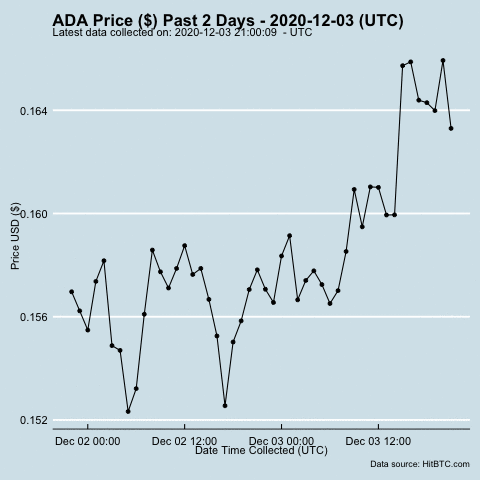 ADA Price ($) Past 2 Days - 2020-12-03 (UTC)
Latest data collected on: 2020-12-03 21:00:09 - UTC
0.164
0.160
0.156
0.152
Price USD ($)
Dec 02 00:00 Dec 02 12:00 Dec 03 00:00 Dec 03 12:00
Date Time Collected (UTC)
Data source: HitBTC.com